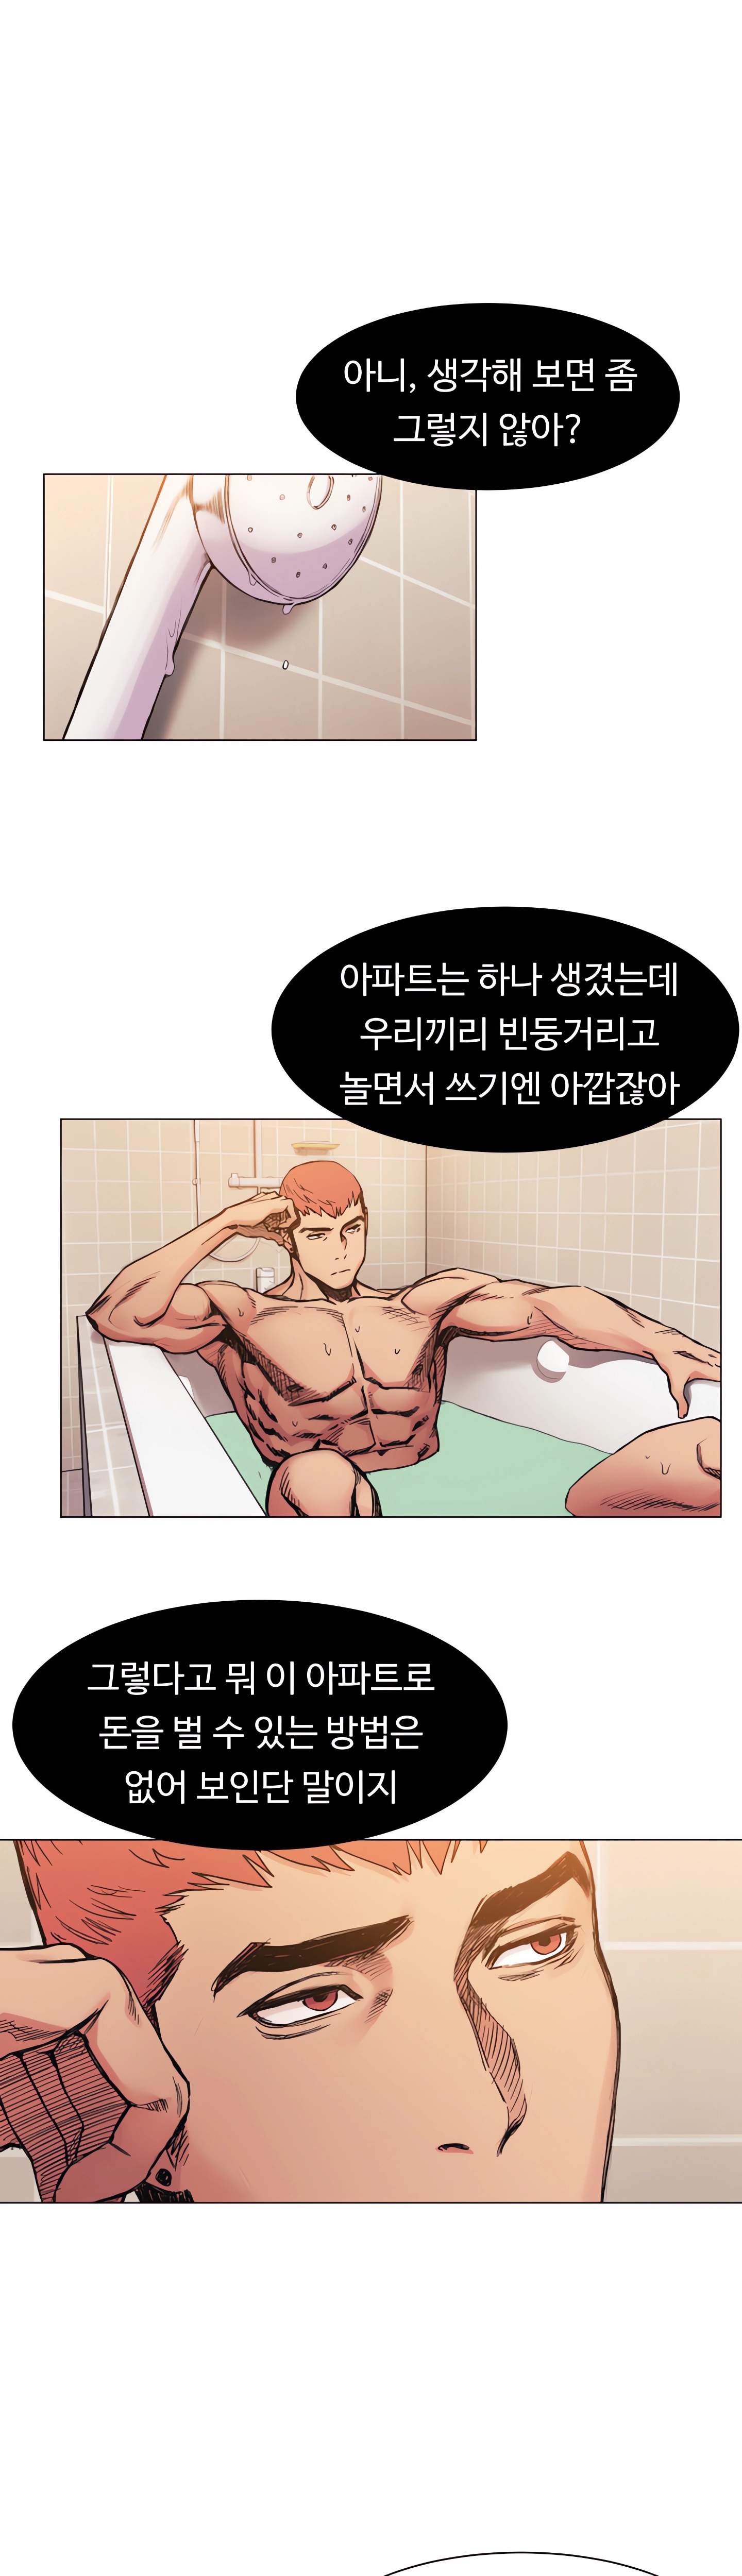 아니, 생각해 보면 좀
그렇지 않아?
아파트는 하나 생겼는데
우리끼리 빈둥거리고
놀면서 쓰기엔 아깝잖아
그렇다고 뭐 이 아파트로
돈을 벌 수 있는 방법은
없어 보인단 말이지